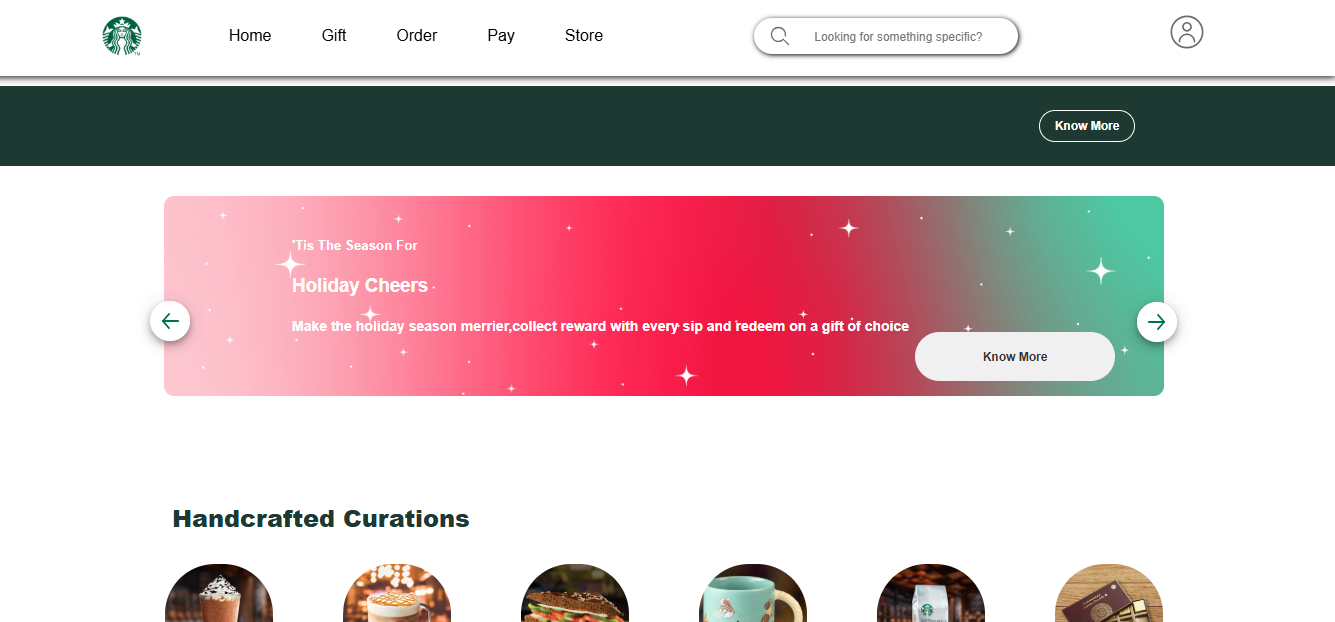 Home Gift Order Pay Store Looking for something specific?
Know More
'Tis The Season For
Holiday Cheers
Make the holiday season merrier,collect reward with every sip and redeem on a gift of choice
Know More
Handcrafted Curations